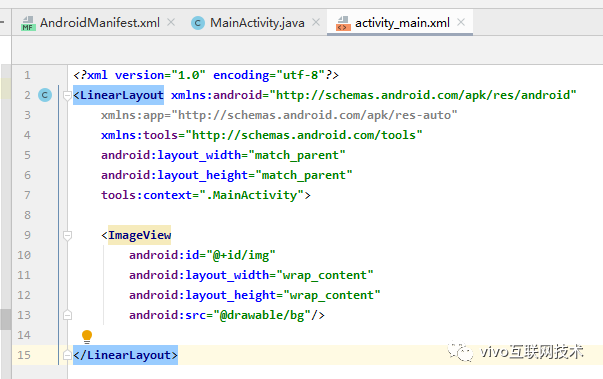 AndroidManifest.xml MainActivity.java activity_main.xml
1 <?xml version="1.0" encoding="utf-8"?>
2 <LinearLayout xmlns:android="http://schemas.android.com/apk/res/android"
3 xmlns:app="http://schemas.android.com/apk/res-auto"
4 xmlns:tools="http://schemas.android.com/tools"
5 android:layout_width="match_parent"
6 android:layout_height="match_parent"
7 tools:context=".MainActivity">
8
9 <ImageView
10 android:id="@+id/img"
11 android:layout_width="wrap_content"
12 android:layout_height="wrap_content"
13 android:src="@drawable/bg"/>
14
15 </LinearLayout>
vivo互联网技术